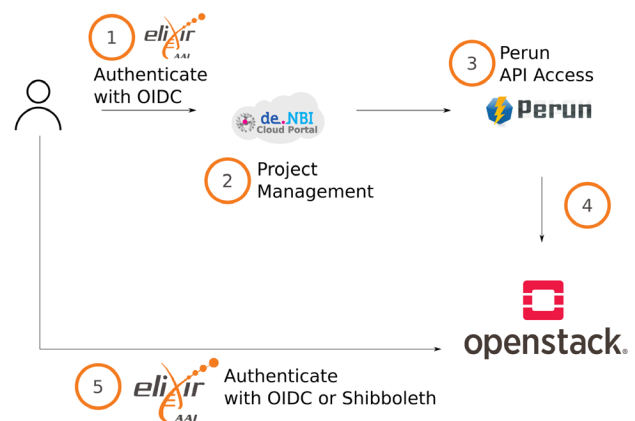 1
elixir
AAI
Authenticate
with OIDC
de.NBI
Cloud Portal
2
Project
Management
3
Perun
API Access
Perun
4
openstack®
5
elixir
AAI
Authenticate
with OIDC or Shibboleth